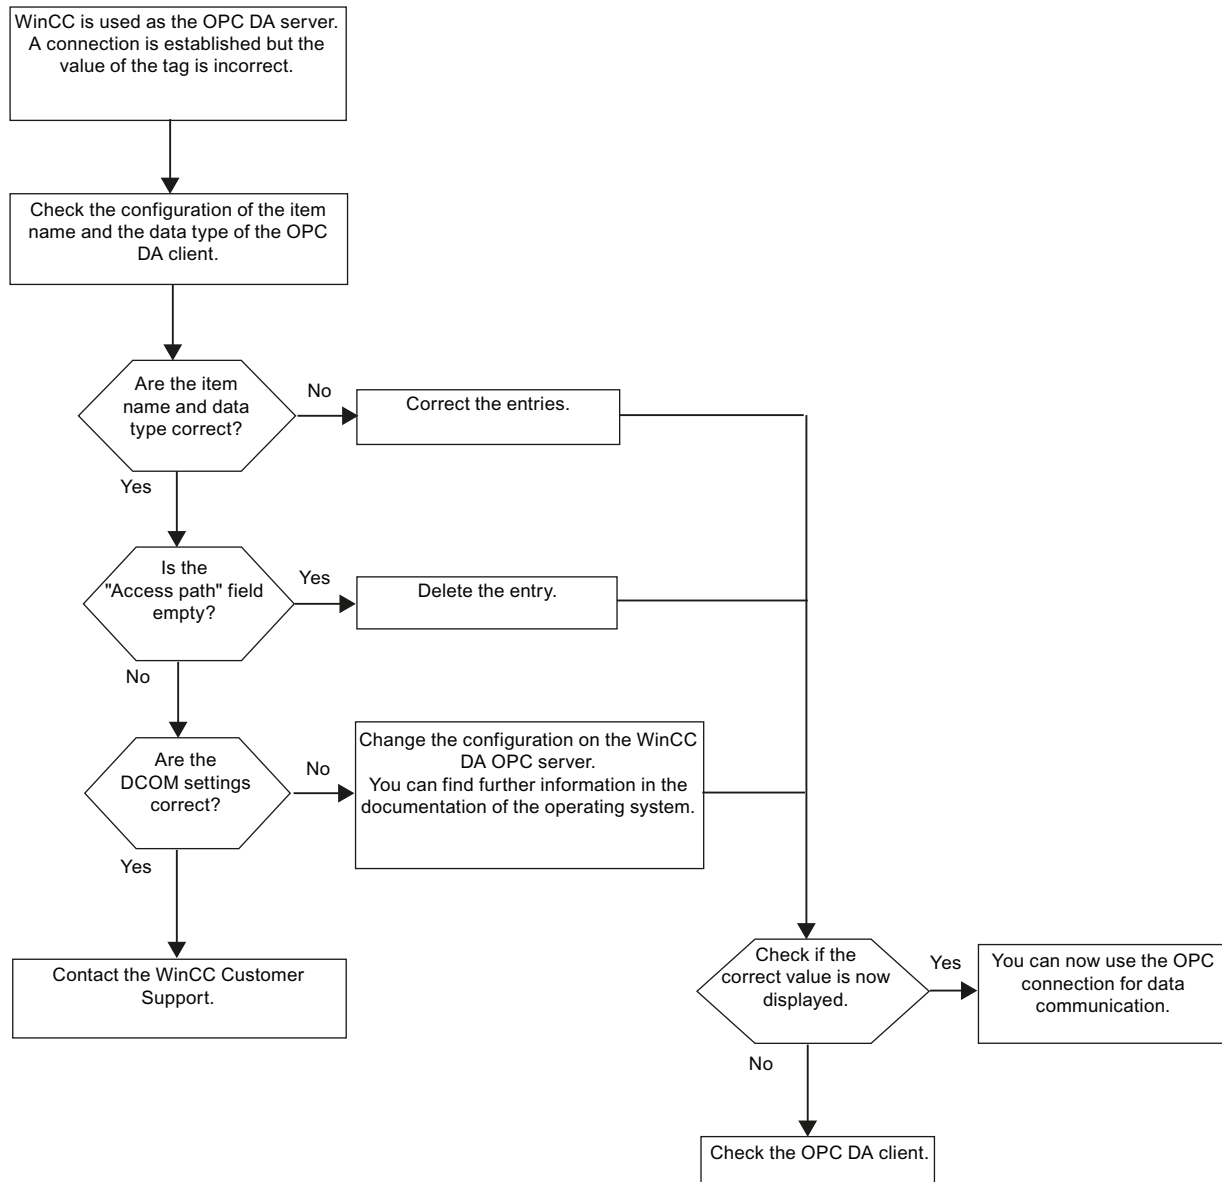 WinCC is used as the OPC DA server.
A connection is established but the
value of the tag is incorrect.
Check the configuration of the item
name and the data type of the OPC
DA client.
Are the item
name and data
type correct?
No
Correct the entries.
Yes
Is the
"Access path" field
empty?
Yes
Delete the entry.
No
Are the
DCOM settings
correct?
No
Change the configuration on the WinCC
DA OPC server.
You can find further information in the
documentation of the operating system.
Yes
Contact the WinCC Customer
Support.
Check if the
correct value is now
displayed.
Yes
You can now use the OPC
connection for data
communication.
No
Check the OPC DA client.